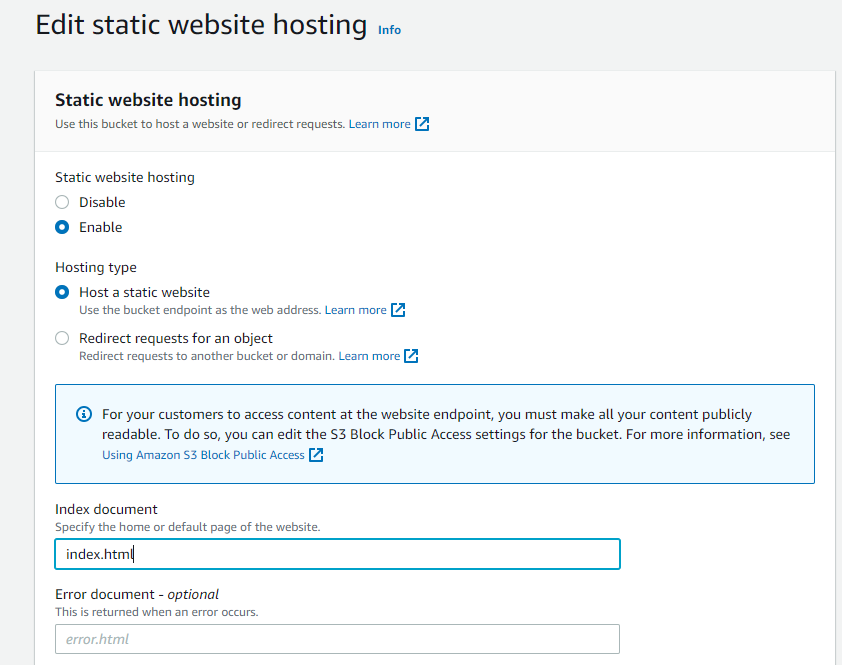 Edit static website hosting Info
Static website hosting
Use this bucket to host a website or redirect requests. Learn more
Static website hosting
Disable
Enable
Hosting type
Host a static website
Use the bucket endpoint as the web address. Learn more
Redirect requests for an object
Redirect requests to another bucket or domain. Learn more
For your customers to access content at the website endpoint, you must make all your content publicly
readable. To do so, you can edit the S3 Block Public Access settings for the bucket. For more information, see
Using Amazon S3 Block Public Access
Index document
Specify the home or default page of the website.
index.html
Error document - optional
This is returned when an error occurs.
error.html